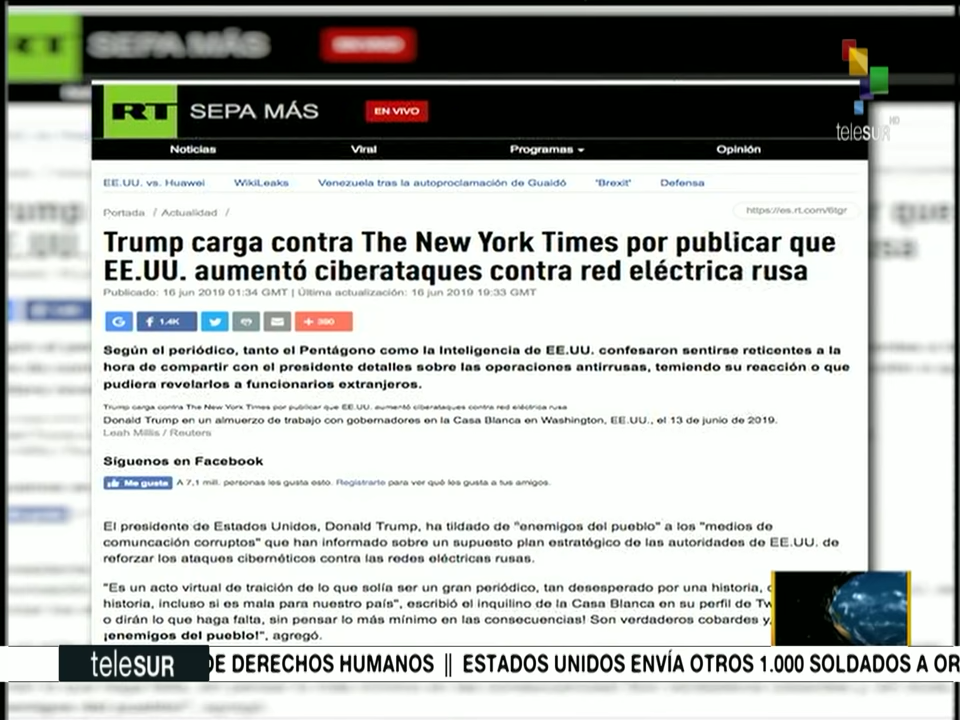 RT SEPA MÁS EN VIVO
RT SEPA MÁS EN VIVO
teleSUR HD
Noticias Viral Programas Opinión
EE.UU. vs. Huawei WikiLeaks Venezuela tras la autoproclamación de Guaidó 'Brexit' Defensa
Portada / Actualidad / https://es.rt.com/6tgr
Trump carga contra The New York Times por publicar que
EE.UU. aumentó ciberataques contra red eléctrica rusa
Publicado: 16 jun 2019 01:34 GMT | Última actualización: 16 jun 2019 19:33 GMT
G f 1.4K + 390
Según el periódico, tanto el Pentágono como la Inteligencia de EE.UU. confesaron sentirse reticentes a la
hora de compartir con el presidente detalles sobre las operaciones antirrusas, temiendo su reacción o que
pudiera revelarlos a funcionarios extranjeros.
Trump carga contra The New York Times por publicar que EE.UU. aumentó ciberataques contra red eléctrica rusa
Donald Trump en un almuerzo de trabajo con gobernadores en la Casa Blanca en Washington, EE.UU., el 13 de junio de 2019.
Leah Millis / Reuters
Síguenos en Facebook
Me gusta A 7,1 mill. personas les gusta esto. Registrarte para ver qué les gusta a tus amigos.
El presidente de Estados Unidos, Donald Trump, ha tildado de "enemigos del pueblo" a los "medios de
comuncación corruptos" que han informado sobre un supuesto plan estratégico de las autoridades de EE.UU. de
reforzar los ataques cibernéticos contra las redes eléctricas rusas.
"Es un acto virtual de traición de lo que solía ser un gran periódico, tan desesperado por una historia, c
historia, incluso si es mala para nuestro país", escribió el inquilino de la Casa Blanca en su perfil de Tw
o dirán lo que haga falta, sin pensar lo más mínimo en las consecuencias! Son verdaderos cobardes y,
¡enemigos del pueblo!", agregó.
teleSUR DE DERECHOS HUMANOS || ESTADOS UNIDOS ENVÍA OTROS 1.000 SOLDADOS A OR